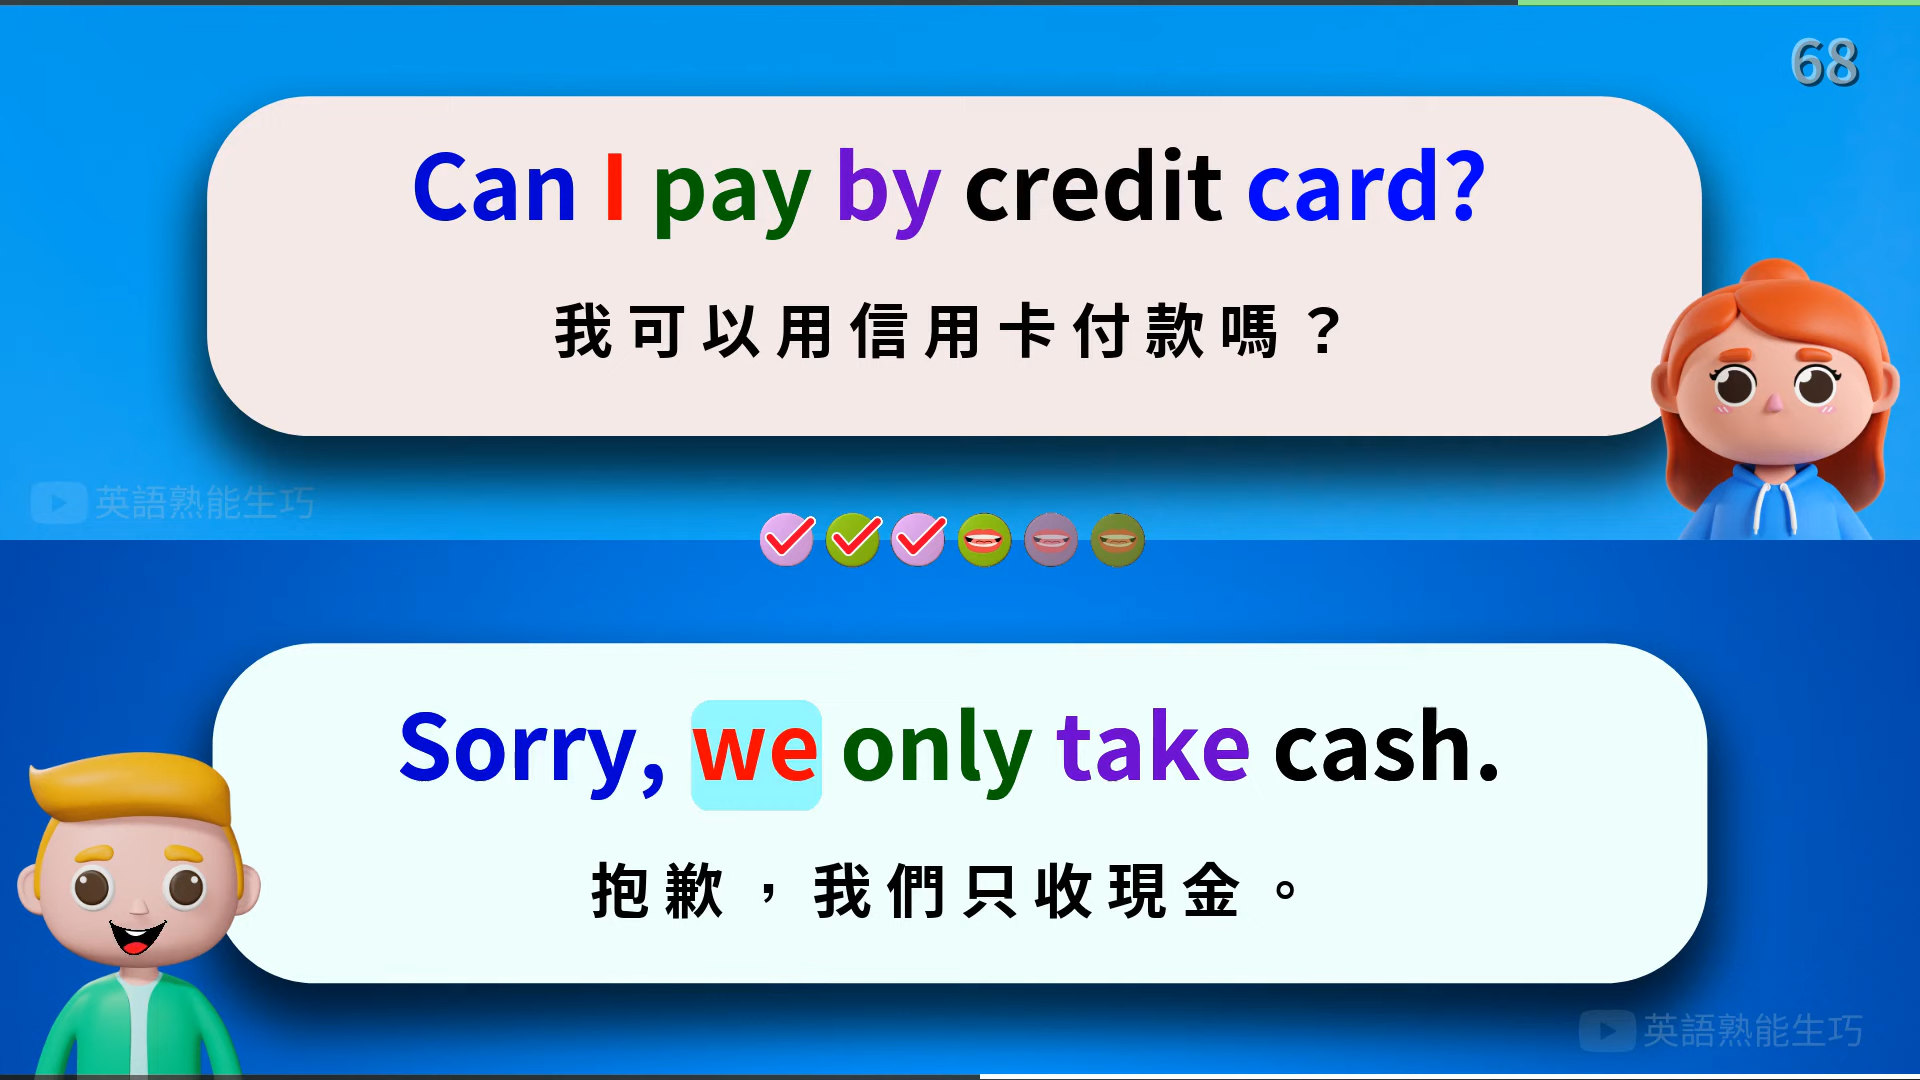 68
Can I pay by credit card?
我可以用信用卡付款嗎？
英語熟能生巧
Sorry, we only take cash.
抱歉，我們只收現金。
英語熟能生巧